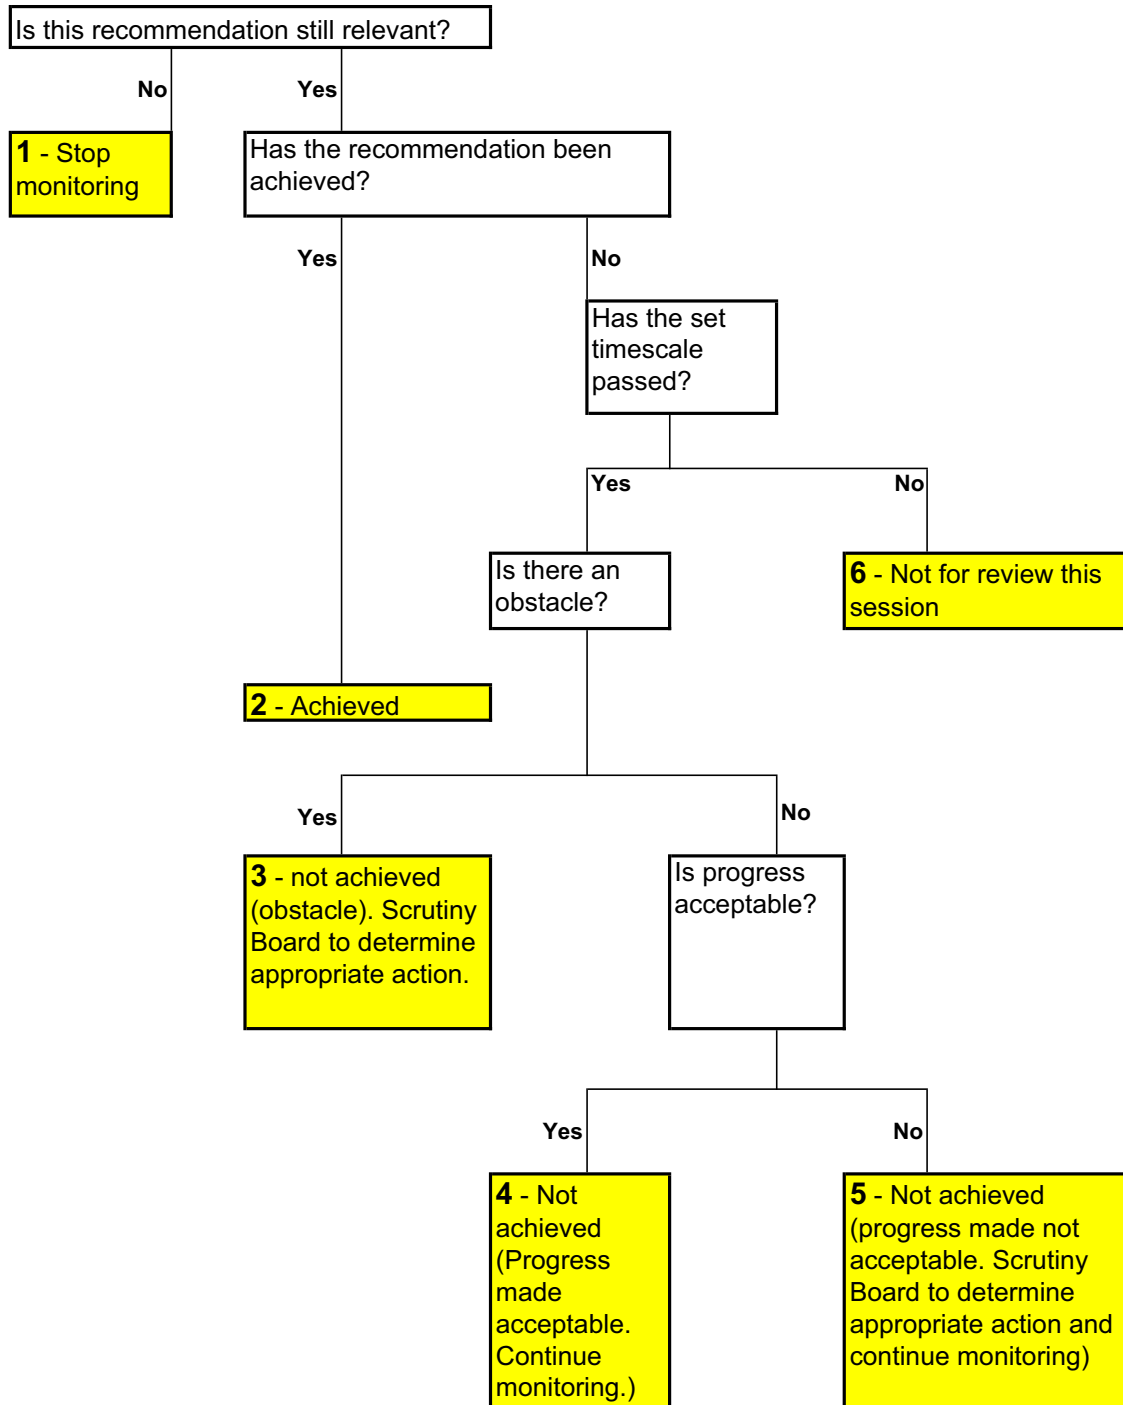 Is this recommendation still relevant?
No
Yes
1 - Stop
monitoring
Has the recommendation been
achieved?
Yes
No
Has the set
timescale
passed?
Yes
No
Is there an
obstacle?
6 - Not for review this
session
2 - Achieved
Yes
No
3 - not achieved
(obstacle). Scrutiny
Board to determine
appropriate action.
Is progress
acceptable?
Yes
No
4 - Not
achieved
(Progress
made
acceptable.
Continue
monitoring.)
5 - Not achieved
(progress made not
acceptable. Scrutiny
Board to determine
appropriate action and
continue monitoring)